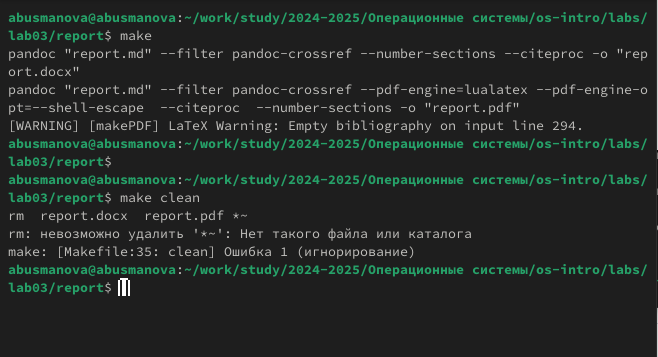 abusmanova@abusmanova:~/work/study/2024-2025/Операционные системы/os-intro/labs/
lab03/report$ make
pandoc "report.md" --filter pandoc-crossref --number-sections --citeproc -o "rep
ort.docx"
pandoc "report.md" --filter pandoc-crossref --pdf-engine=lualatex --pdf-engine-o
pt=--shell-escape  --citeproc  --number-sections -o "report.pdf"
[WARNING] [makePDF] LaTeX Warning: Empty bibliography on input line 294.
abusmanova@abusmanova:~/work/study/2024-2025/Операционные системы/os-intro/labs/
lab03/report$
abusmanova@abusmanova:~/work/study/2024-2025/Операционные системы/os-intro/labs/
lab03/report$ make clean
rm  report.docx  report.pdf *~
rm: невозможно удалить '*~': Нет такого файла или каталога
make: [Makefile:35: clean] Ошибка 1 (игнорирование)
abusmanova@abusmanova:~/work/study/2024-2025/Операционные системы/os-intro/labs/
lab03/report$